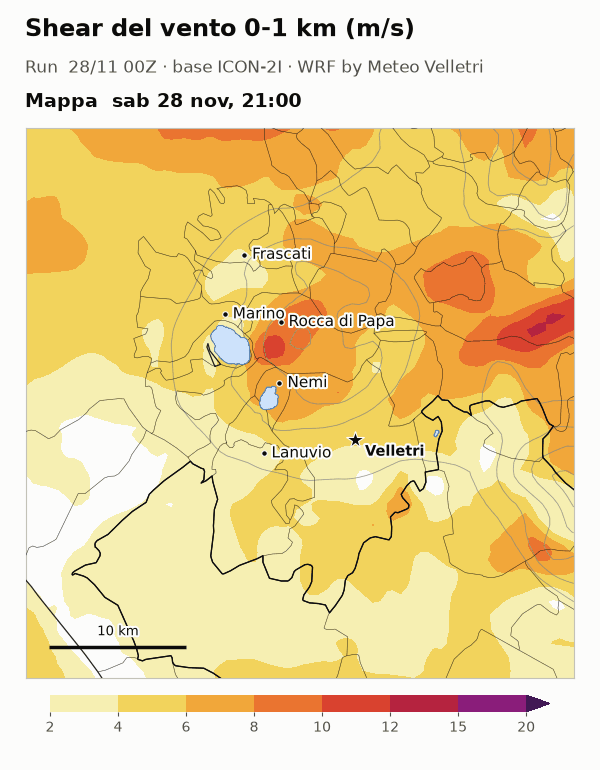 Shear del vento 0-1 km (m/s)
Run  28/11 00Z · base ICON-2I · WRF by Meteo Velletri
Mappa  sab 28 nov, 21:00
Frascati
Marino
Rocca di Papa
Nemi
Velletri
Lanuvio
10 km
2 4 6 8 10 12 15 20